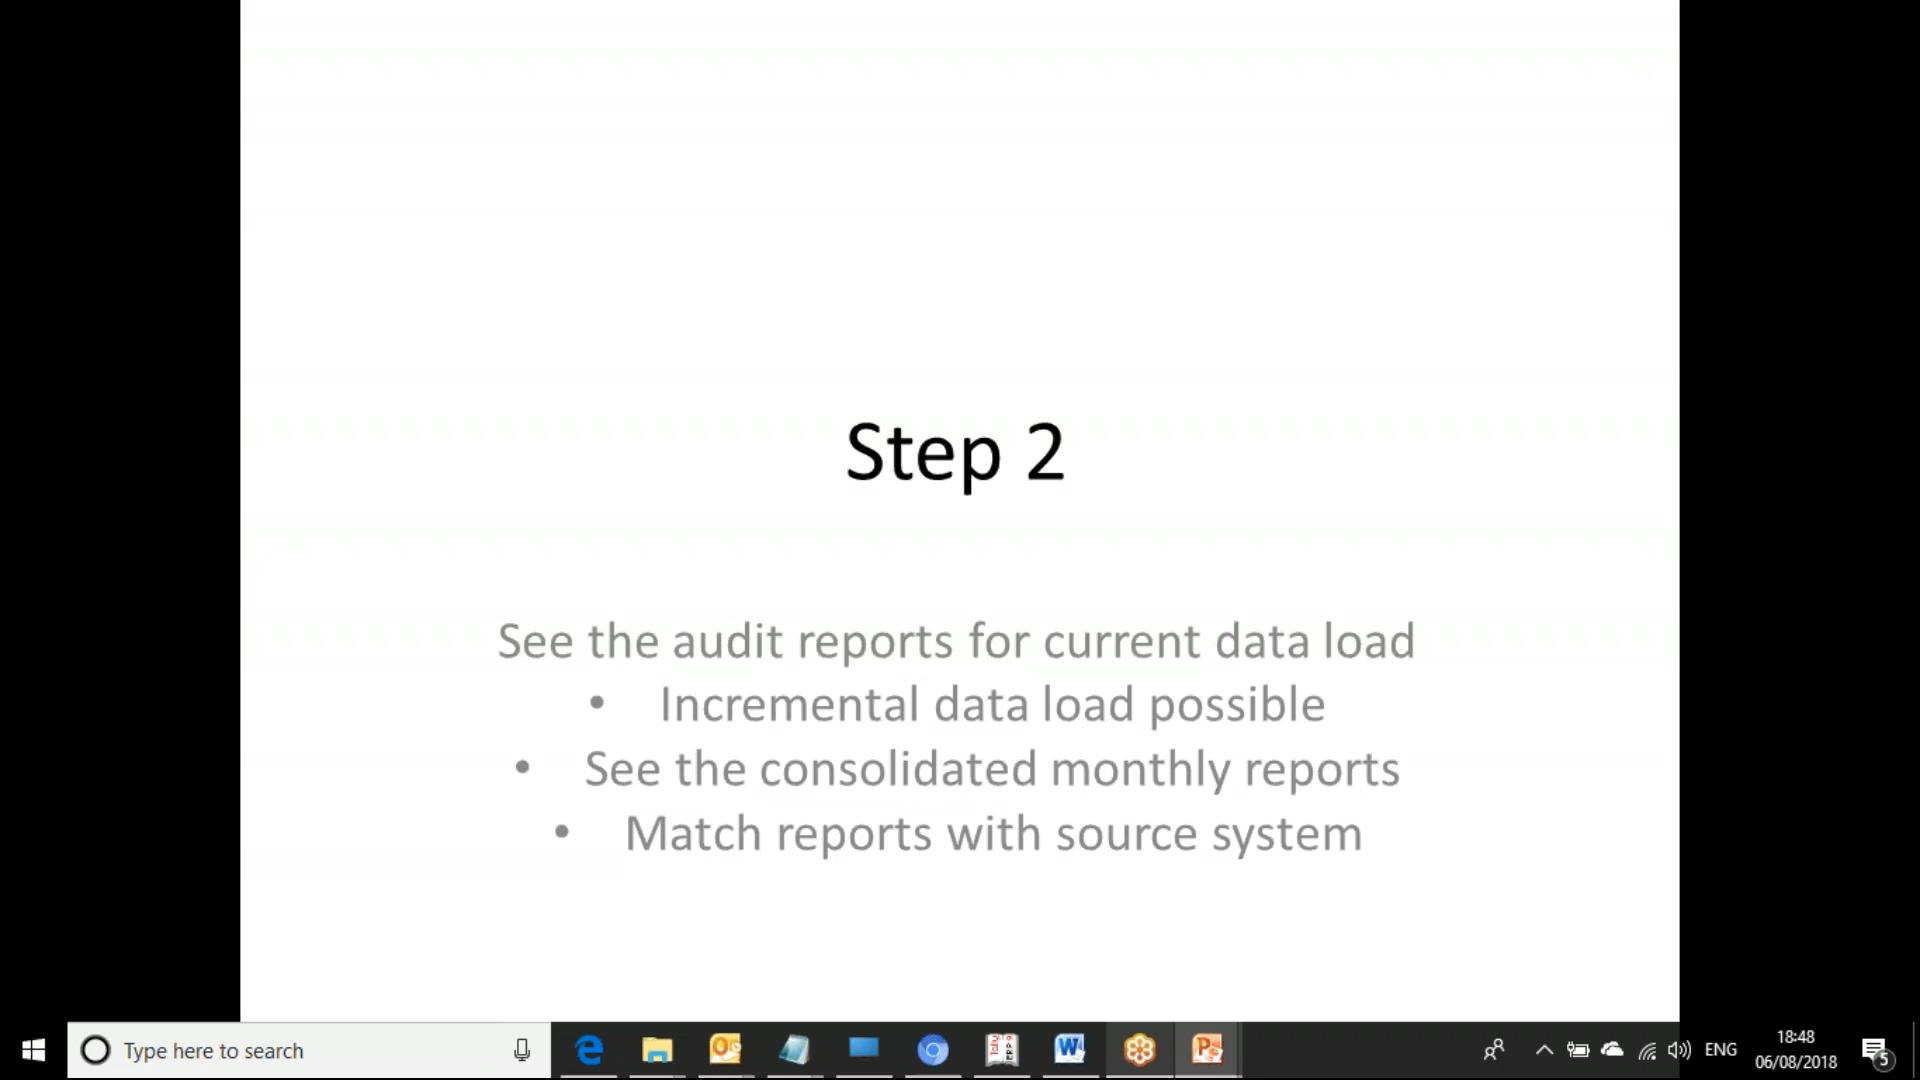 Step 2
See the audit reports for current data load
• Incremental data load possible
• See the consolidated monthly reports
• Match reports with source system
Type here to search
ENG
18:48
06/08/2018
5